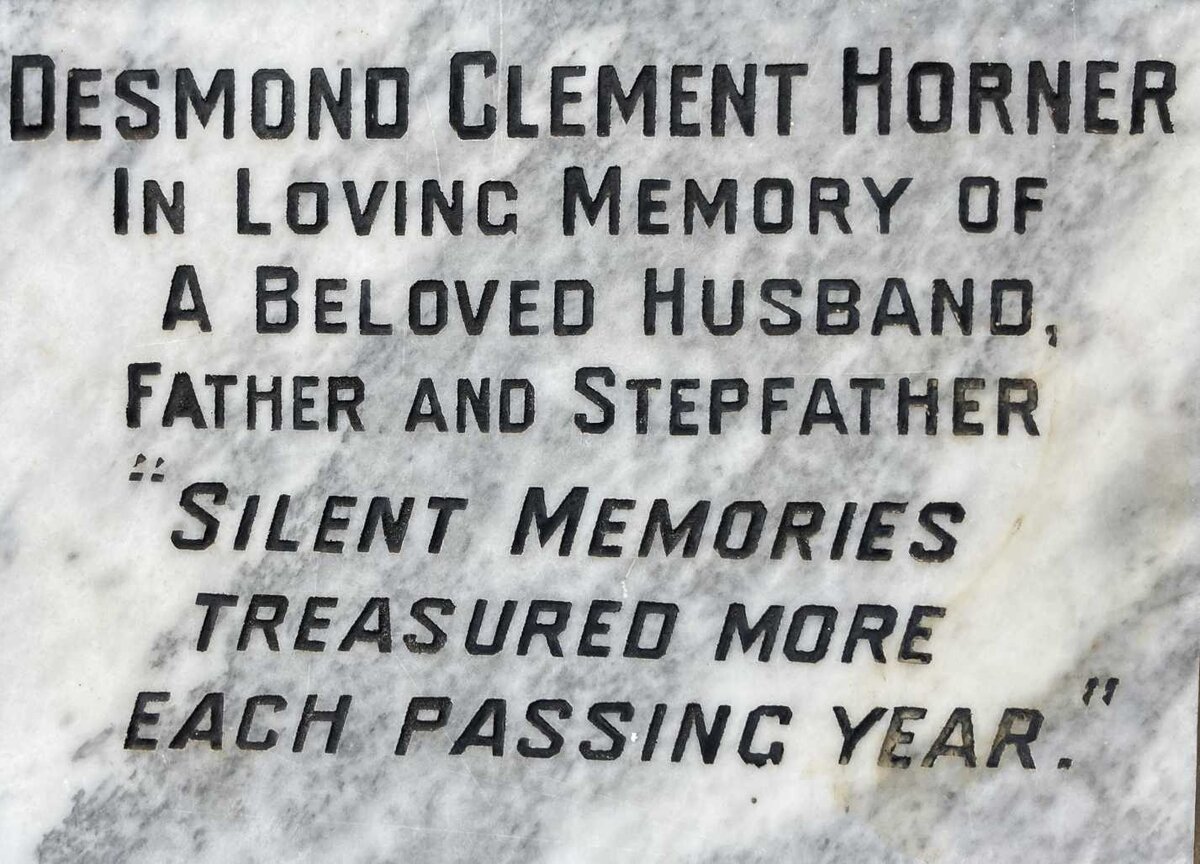 DESMOND CLEMENT HORNER
IN LOVING MEMORY OF
A BELOVED HUSBAND,
FATHER AND STEPFATHER
"SILENT MEMORIES
TREASURED MORE
EACH PASSING YEAR."